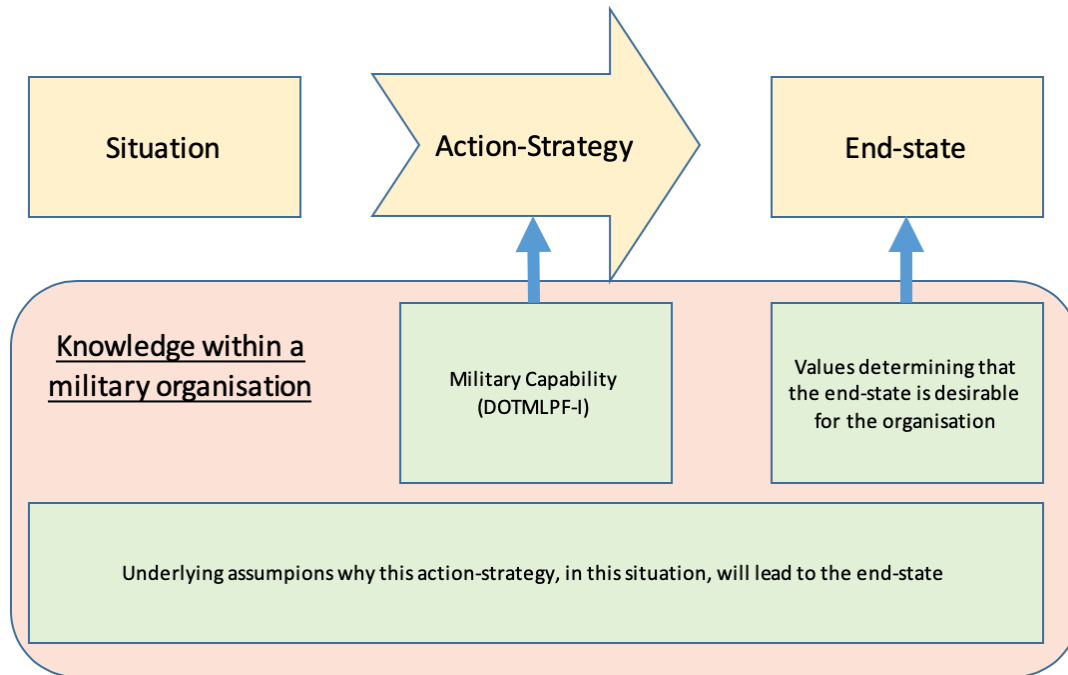 Situation
Action-Strategy
End-state
Knowledge within a
military organisation
Military Capability
(DOTMLPF-I)
Values determining that
the end-state is desirable
for the organisation
Underlying assumpions why this action-strategy, in this situation, will lead to the end-state